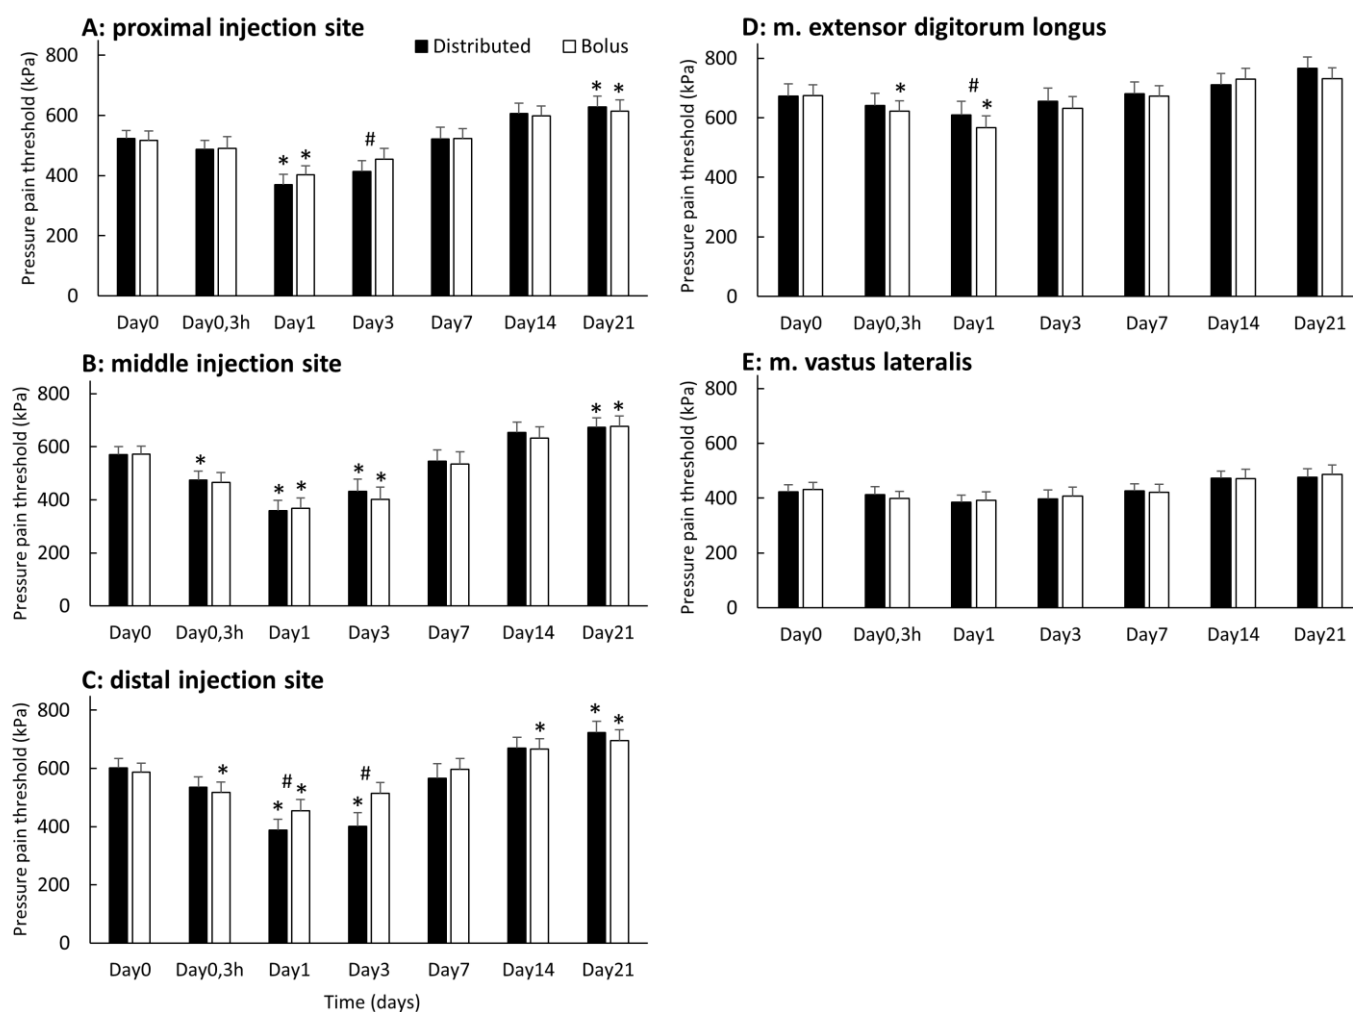 A: proximal injection site
Distributed Bolus
Pressure pain threshold (kPa)
800
600
400
200
0
* * # * *
Day0 Day0,3h Day1 Day3 Day7 Day14 Day21
B: middle injection site
Pressure pain threshold (kPa)
800
600
400
200
0
* * * * * * *
Day0 Day0,3h Day1 Day3 Day7 Day14 Day21
C: distal injection site
Pressure pain threshold (kPa)
800
600
400
200
0
* * # * # * * * *
Day0 Day0,3h Day1 Day3 Day7 Day14 Day21
Time (days)
D: m. extensor digitorum longus
Pressure pain threshold (kPa)
800
600
400
200
0
* # *
Day0 Day0,3h Day1 Day3 Day7 Day14 Day21
E: m. vastus lateralis
Pressure pain threshold (kPa)
800
600
400
200
0
Day0 Day0,3h Day1 Day3 Day7 Day14 Day21